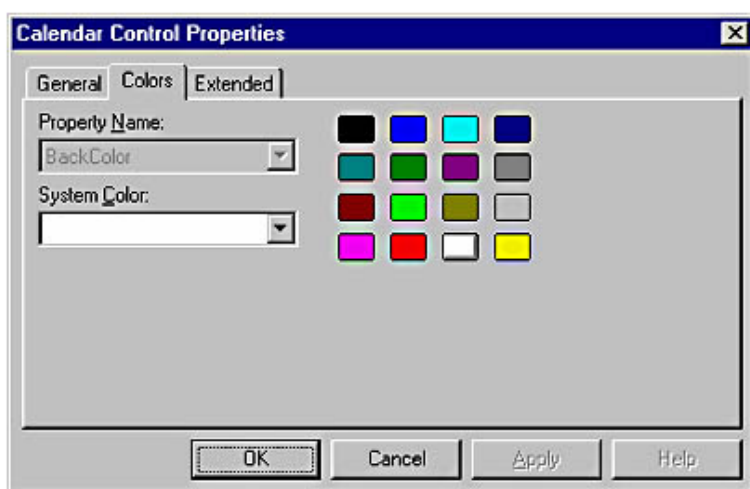 Calendar Control Properties
General Colors Extended
Property Name:
BackColor
System Color:
OK Cancel Apply Help